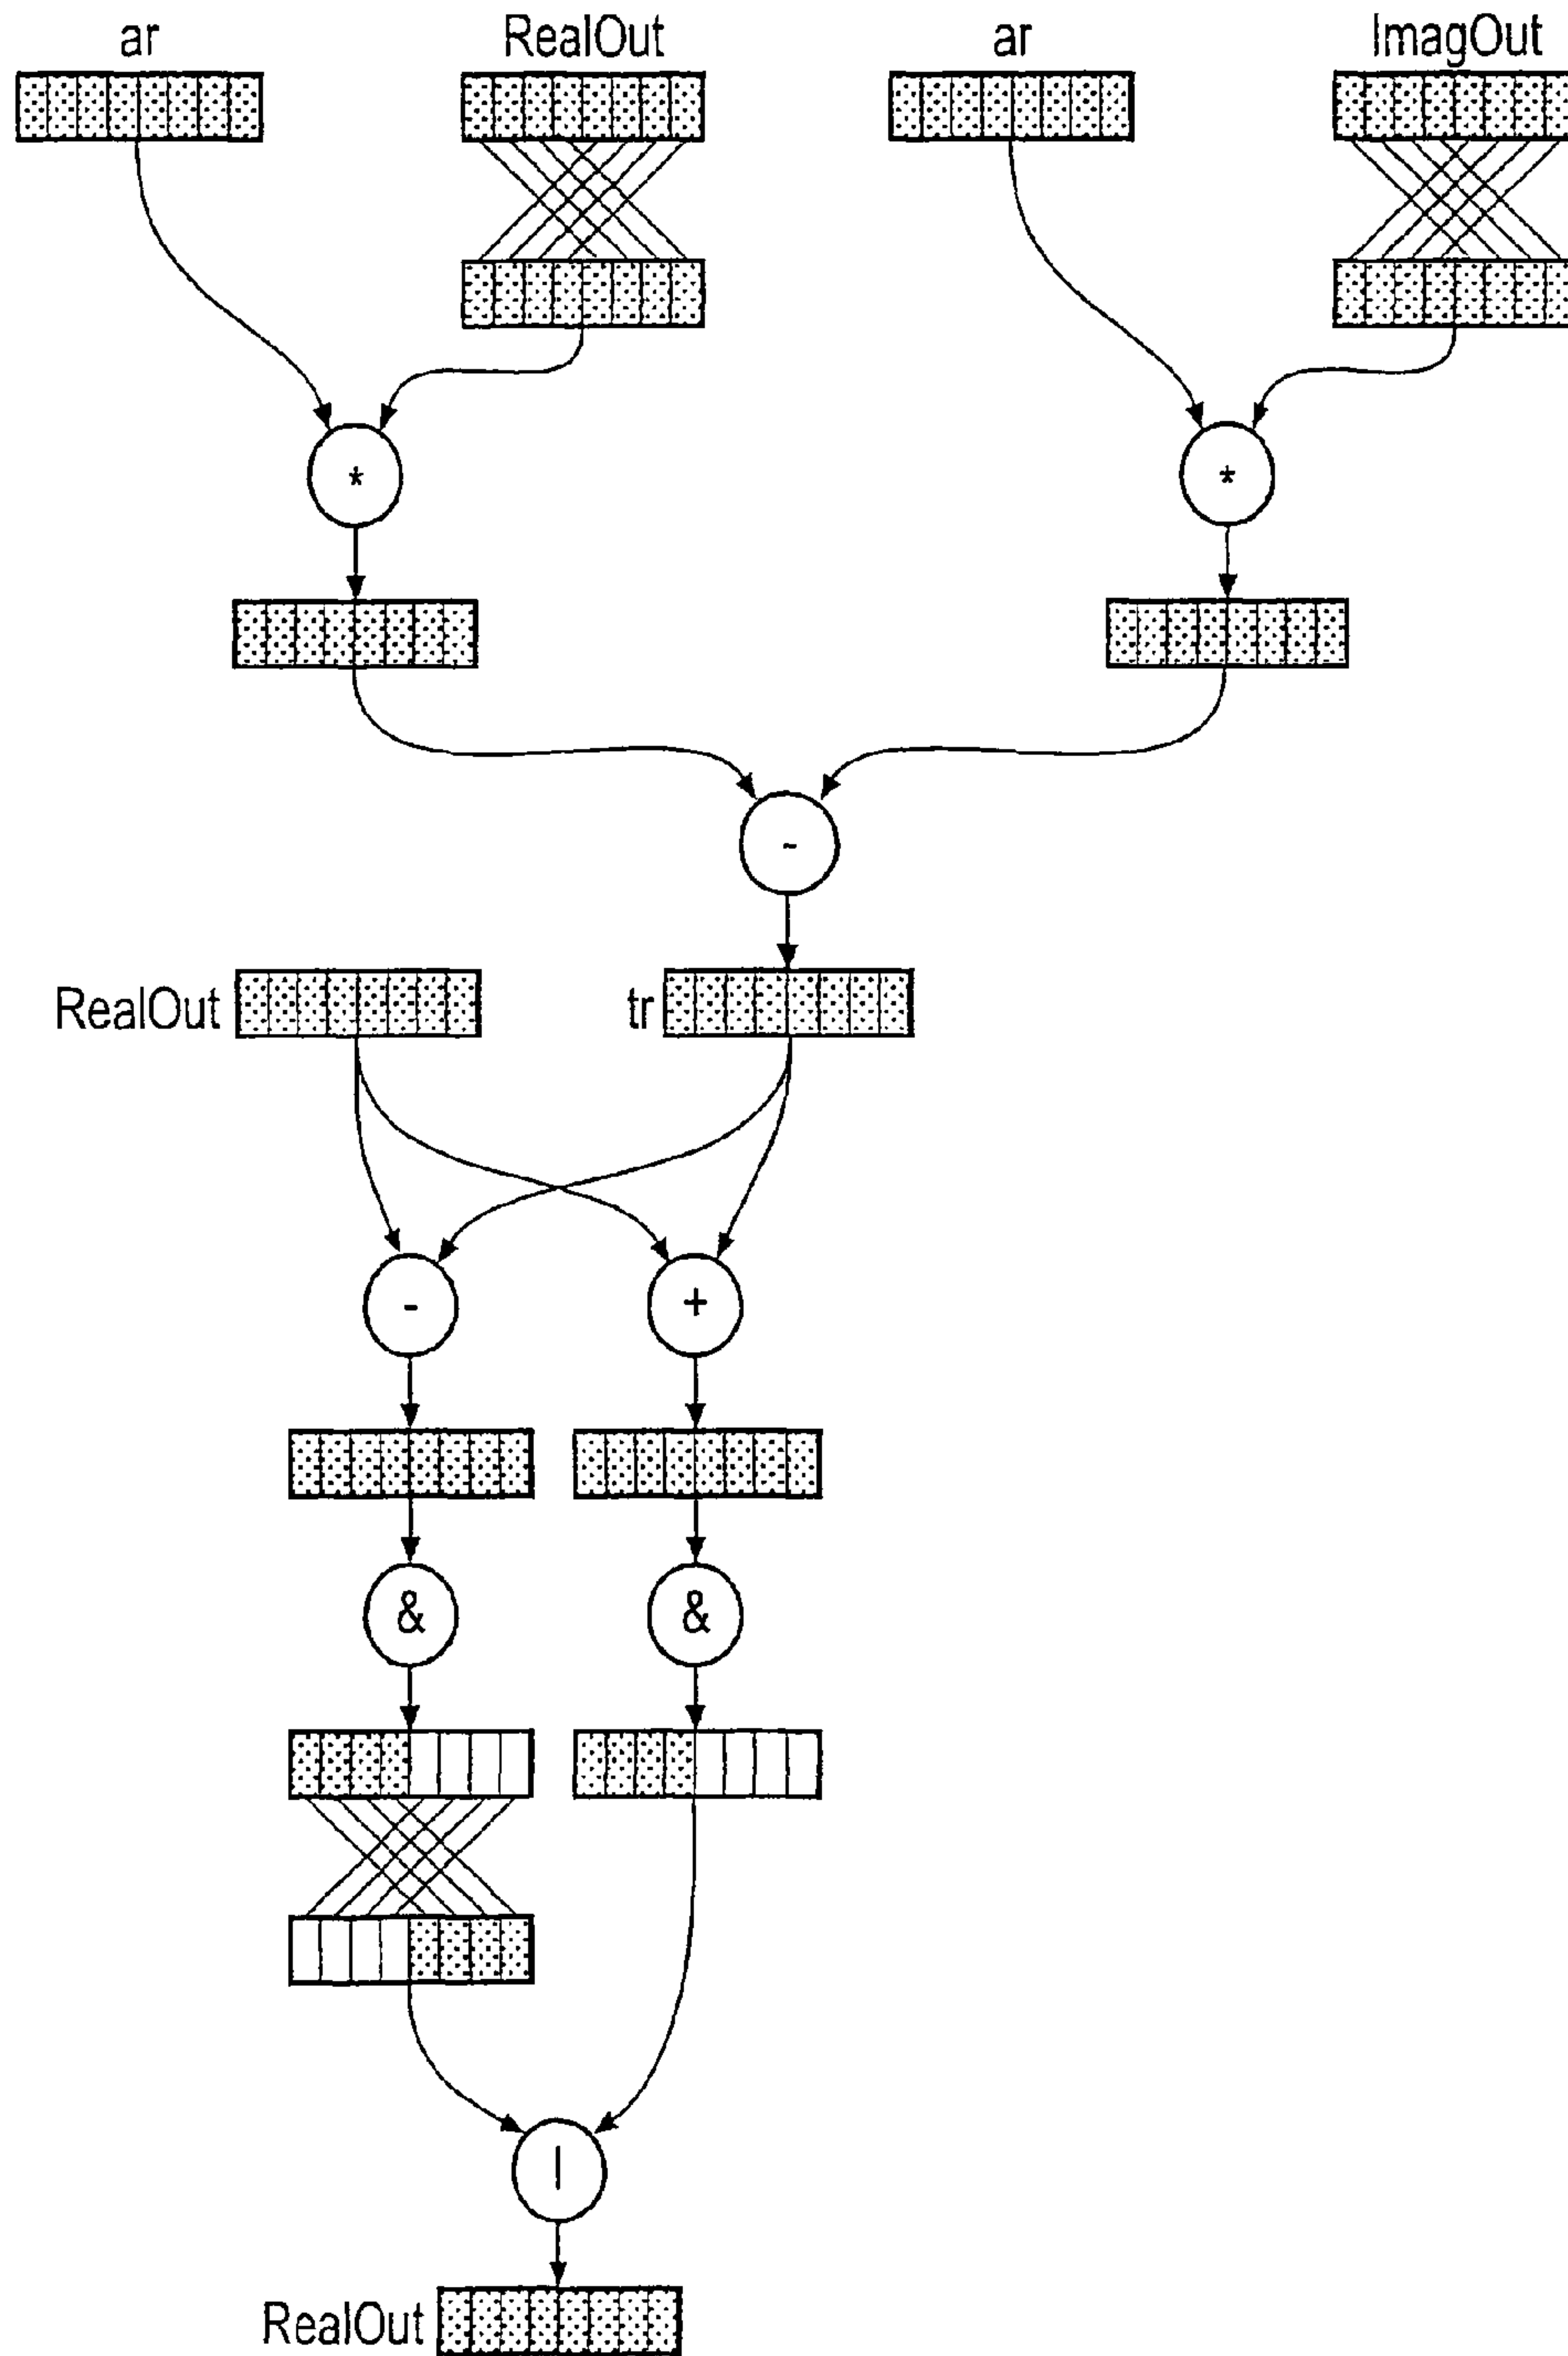 ar RealOut ar ImagOut
* *
-
RealOut tr
- +
& &
|
RealOut